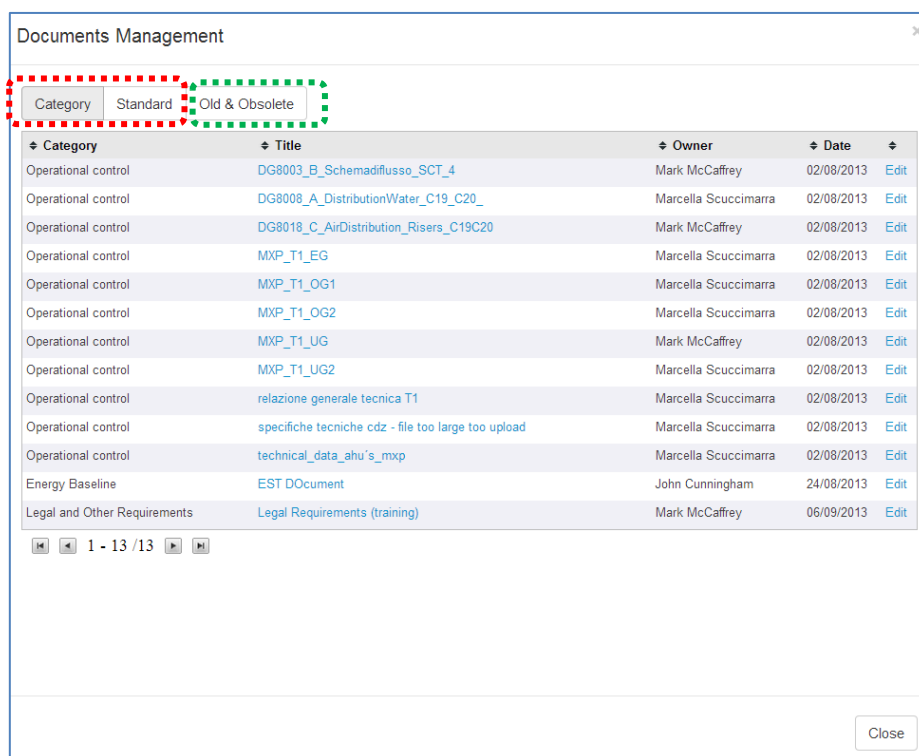 Documents Management ×
Category Standard Old & Obsolete
Category Title Owner Date
Operational control DG8003_B_Schemadiflusso_SCT_4 Mark McCaffrey 02/08/2013 Edit
Operational control DG8008_A_DistributionWater_C19_C20_ Marcella Scuccimarra 02/08/2013 Edit
Operational control DG8018_C_AirDistribution_Risers_C19C20 Mark McCaffrey 02/08/2013 Edit
Operational control MXP_T1_EG Marcella Scuccimarra 02/08/2013 Edit
Operational control MXP_T1_OG1 Marcella Scuccimarra 02/08/2013 Edit
Operational control MXP_T1_OG2 Marcella Scuccimarra 02/08/2013 Edit
Operational control MXP_T1_UG Mark McCaffrey 02/08/2013 Edit
Operational control MXP_T1_UG2 Marcella Scuccimarra 02/08/2013 Edit
Operational control relazione generale tecnica T1 Marcella Scuccimarra 02/08/2013 Edit
Operational control specifiche tecniche cdz - file too large too upload Marcella Scuccimarra 02/08/2013 Edit
Operational control technical_data_ahu´s_mxp Marcella Scuccimarra 02/08/2013 Edit
Energy Baseline EST DOcument John Cunningham 24/08/2013 Edit
Legal and Other Requirements Legal Requirements (training) Mark McCaffrey 06/09/2013 Edit
1 - 13 /13
Close